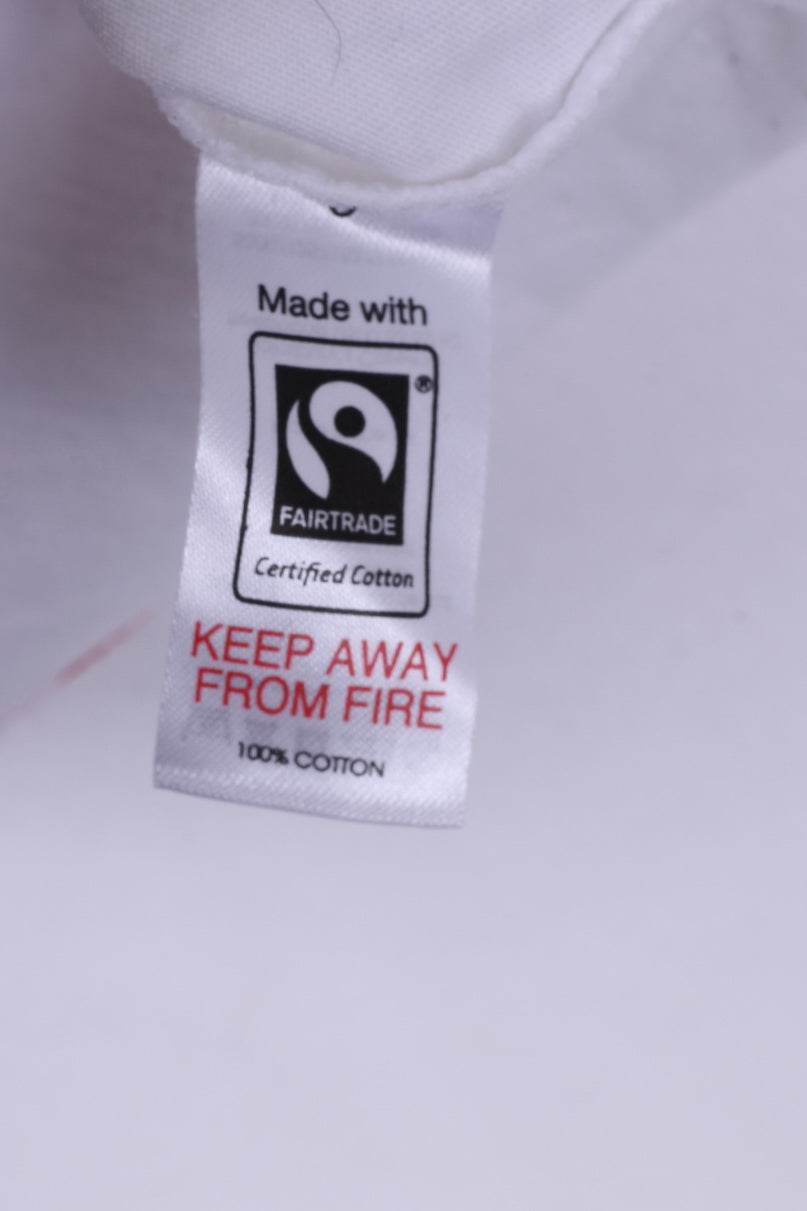 Made with
®
FAIRTRADE
Certified Cotton
KEEP AWAY
FROM FIRE
100% COTTON